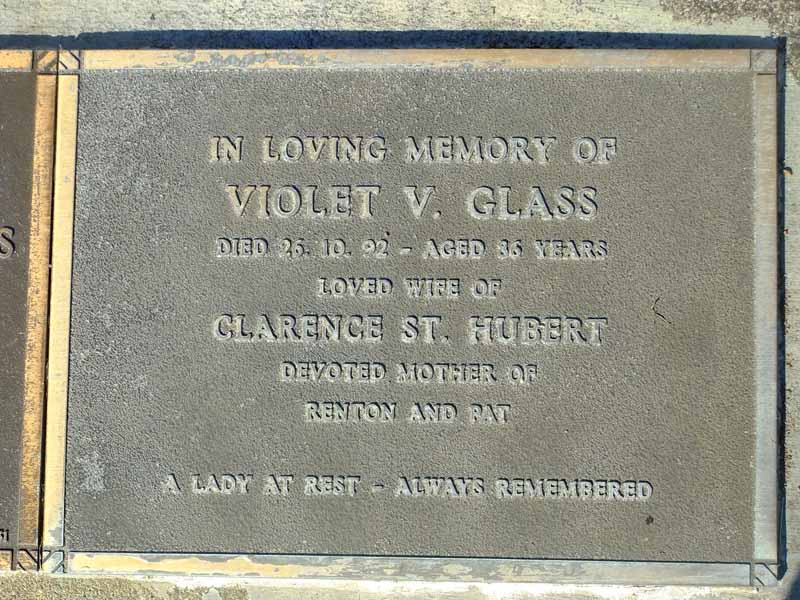 IN LOVING MEMORY OF
VIOLET V. GLASS
DIED 26. 10. 92 - AGED 86 YEARS
LOVED WIFE OF
CLARENCE ST. HUBERT
DEVOTED MOTHER OF
RENTON AND PAT
A LADY AT REST - ALWAYS REMEMBERED